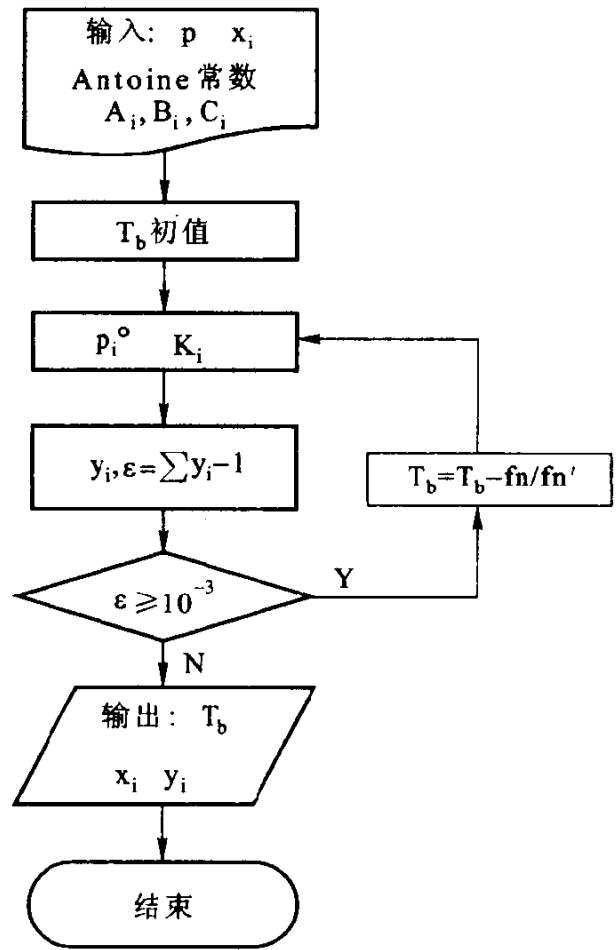 输入: p x_i
Antoine常数
A_i,B_i,C_i
T_b初值
p_i° K_i
y_i,ε=∑y_i−1
T_b=T_b−fn/fn′
ε≥10^−3
Y
N
输出: T_b
x_i y_i
结束